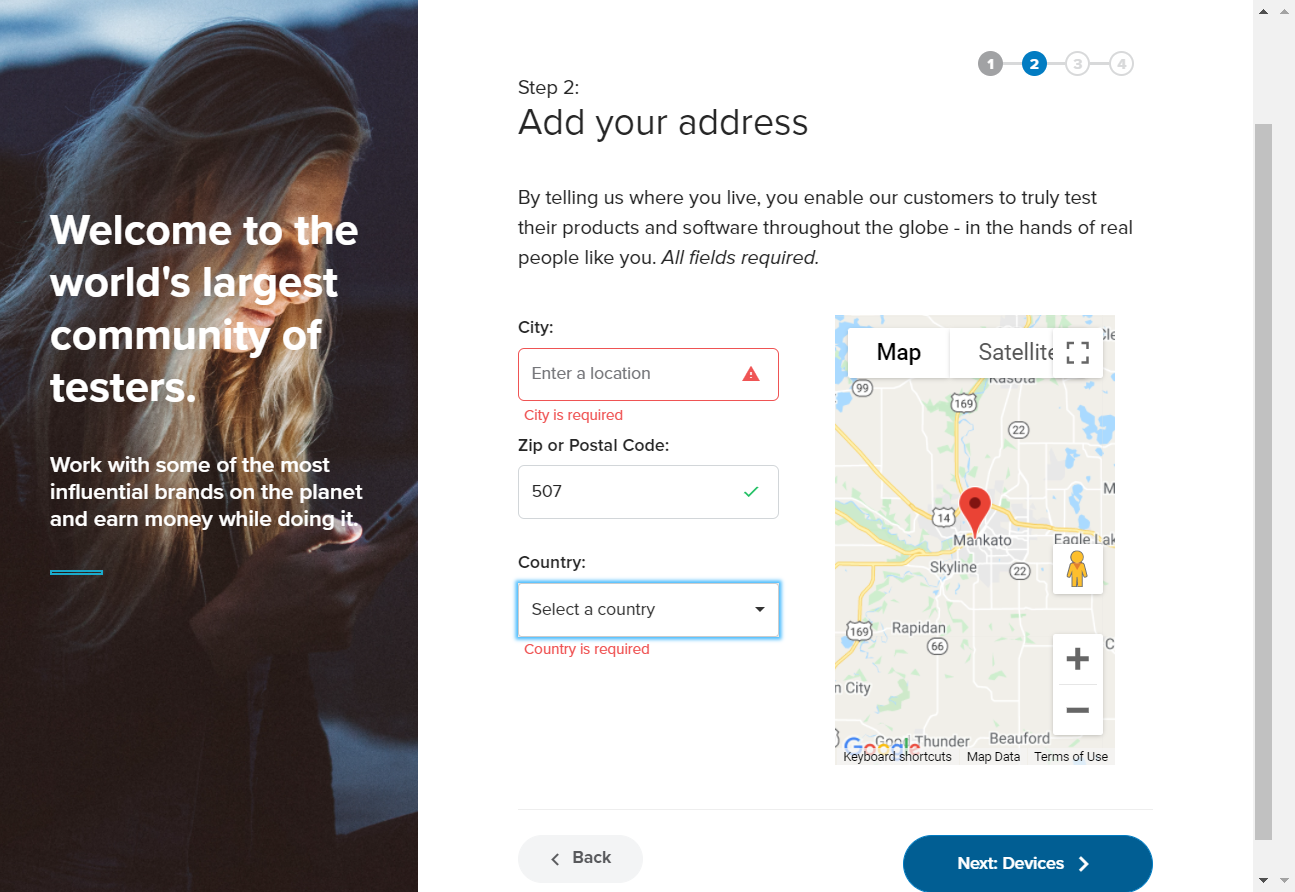 Welcome to the
world's largest
community of
testers.
Work with some of the most
influential brands on the planet
and earn money while doing it.
1 2 3 4
Step 2:
Add your address
By telling us where you live, you enable our customers to truly test
their products and software throughout the globe - in the hands of real
people like you. All fields required.
City:
Enter a location
City is required
Zip or Postal Code:
507
Country:
Select a country
Country is required
Map Satellite
Cle
Kasota
99
169
22
M
14
Mankato
Eagle Lak
Skyline
22
169
Rapidan
66
C
n City
Good Thunder
Beauford
Google
Keyboard shortcuts Map Data Terms of Use
Back
Next: Devices